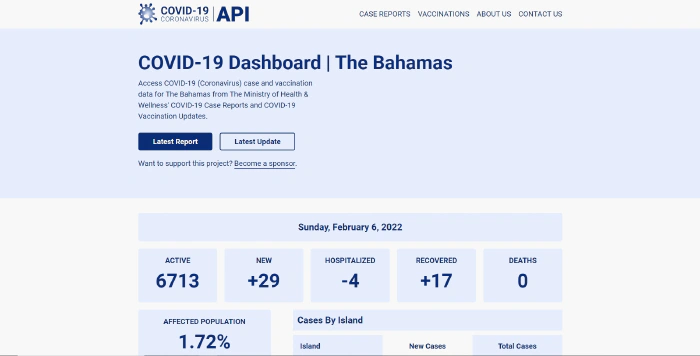 COVID-19
CORONAVIRUS
API
CASE REPORTS VACCINATIONS ABOUT US CONTACT US
COVID-19 Dashboard | The Bahamas
Access COVID-19 (Coronavirus) case and vaccination
data for The Bahamas from The Ministry of Health &
Wellness' COVID-19 Case Reports and COVID-19
Vaccination Updates.
Latest Report Latest Update
Want to support this project? Become a sponsor.
Sunday, February 6, 2022
ACTIVE NEW HOSPITALIZED RECOVERED DEATHS
6713 +29 -4 +17 0
AFFECTED POPULATION
1.72%
Cases By Island
Island New Cases Total Cases